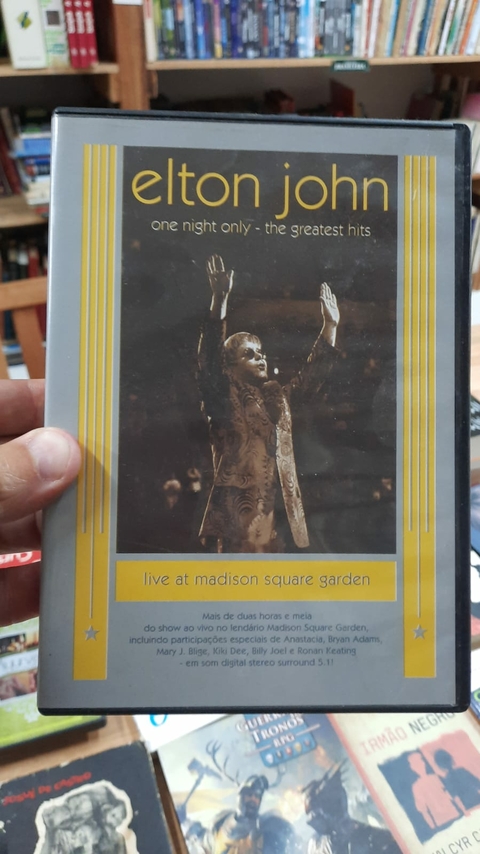 elton john
one night only - the greatest hits
live at madison square garden
Mais de duas horas e meia
do show ao vivo no lendário Madison Square Garden,
incluindo participações especiais de Anastacia, Bryan Adams,
Mary J. Blige, Kiki Dee, Billy Joel e Ronan Keating
- em som digital stereo surround 5.1!
GUERRA
TRONOS
RPG
IRMÃO NEGRO